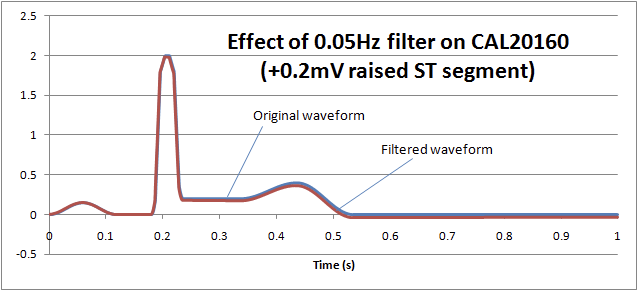 Effect of 0.05Hz filter on CAL20160
(+0.2mV raised ST segment)
2.5
2
1.5
1
0.5
0
-0.5
Original waveform
Filtered waveform
0 0.1 0.2 0.3 0.4 0.5 0.6 0.7 0.8 0.9 1
Time (s)